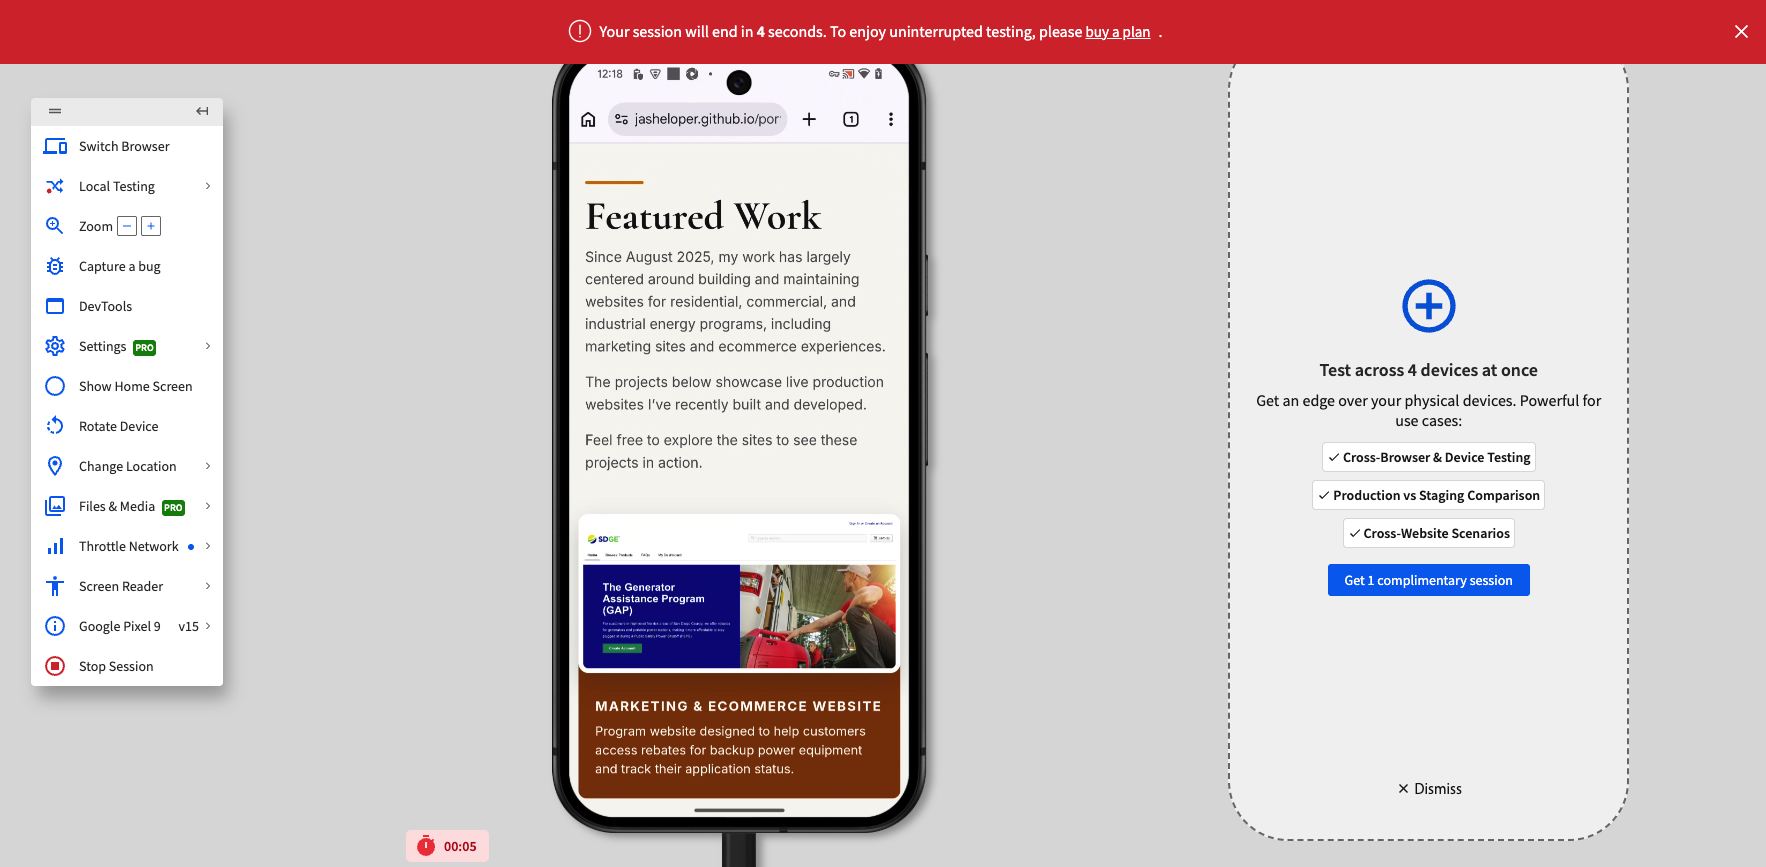 Your session will end in 4 seconds. To enjoy uninterrupted testing, please buy a plan .
Switch Browser
Local Testing
Zoom
Capture a bug
DevTools
Settings PRO
Show Home Screen
Rotate Device
Change Location
Files & Media PRO
Throttle Network
Screen Reader
Google Pixel 9 v15
Stop Session
12:18
jasheloper.github.io/por
1
Featured Work
Since August 2025, my work has largely
centered around building and maintaining
websites for residential, commercial, and
industrial energy programs, including
marketing sites and ecommerce experiences.
The projects below showcase live production
websites I've recently built and developed.
Feel free to explore the sites to see these
projects in action.
SDGE
Home
The Generator
Assistance Program
(GAP)
Create Account
MARKETING & ECOMMERCE WEBSITE
Program website designed to help customers
access rebates for backup power equipment
and track their application status.
00:05
Test across 4 devices at once
Get an edge over your physical devices. Powerful for
use cases:
Cross-Browser & Device Testing
Production vs Staging Comparison
Cross-Website Scenarios
Get 1 complimentary session
Dismiss